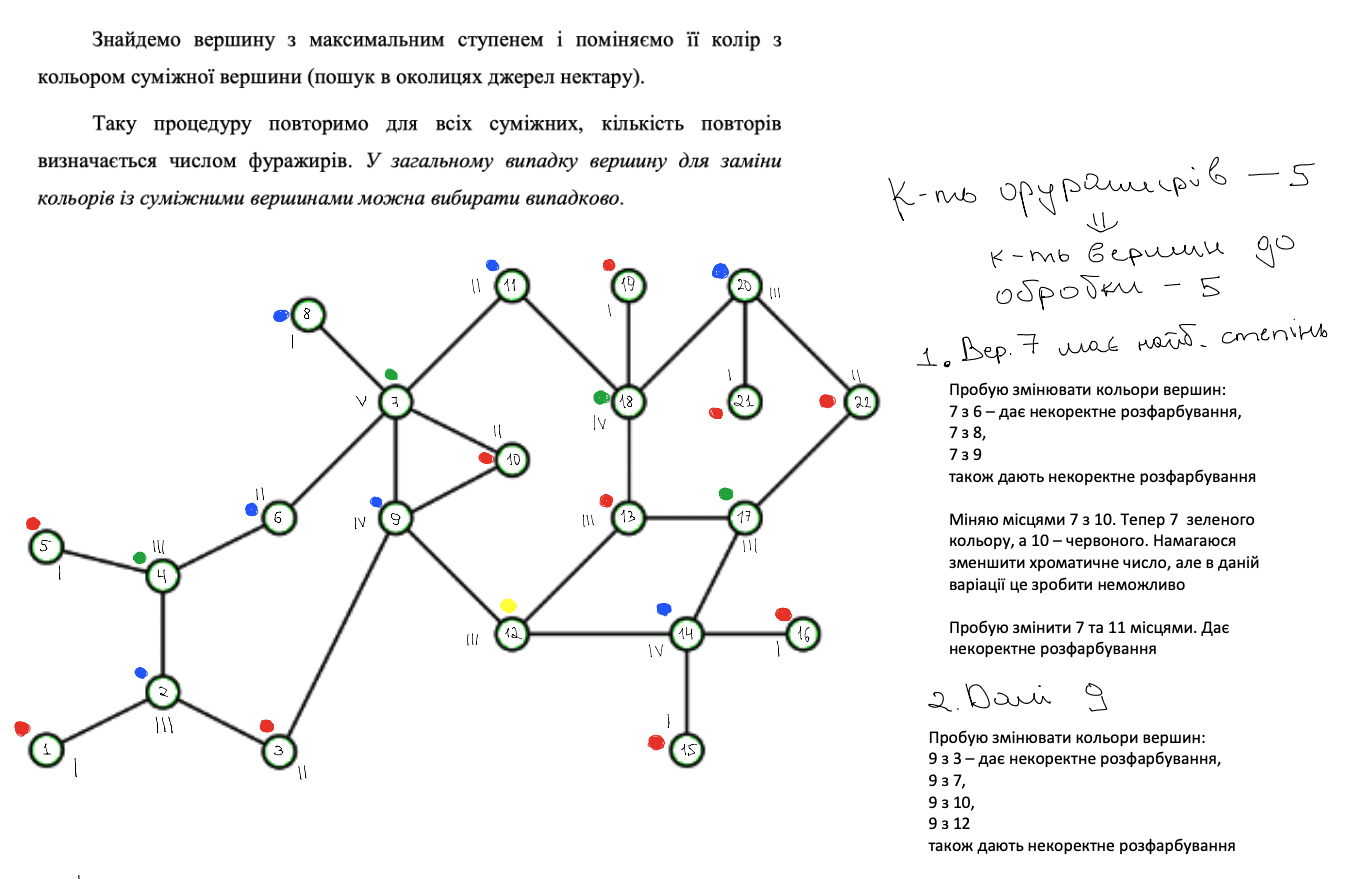 Знайдемо вершину з максимальним ступенем і поміняємо її колір з
кольором суміжної вершини (пошук в околицях джерел нектару).
Таку процедуру повторимо для всіх суміжних, кількість повторів
визначається числом фуражирів. У загальному випадку вершину для заміни
кольорів із суміжними вершинами можна вибирати випадково.
К-ть фуражирів – 5
⇓
к-ть вершин до
обробки – 5
1. Вер. 7 має найб. степінь
Пробую змінювати кольори вершин:
7 з 6 – дає некоректне розфарбування,
7 з 8,
7 з 9
також дають некоректне розфарбування
Міняю місцями 7 з 10. Тепер 7 зеленого
кольору, а 10 – червоного. Намагаюся
зменшити хроматичне число, але в даній
варіації це зробити неможливо
Пробую змінити 7 та 11 місцями. Дає
некоректне розфарбування
2. Далі 9
Пробую змінювати кольори вершин:
9 з 3 – дає некоректне розфарбування,
9 з 7,
9 з 10,
9 з 12
також дають некоректне розфарбування
11 II
19 I
20 III
8 I
7 V
18 IV
21 I
22 II
10 II
6 II
9 IV
13 III
17 III
5 I
4 III
12 III
14 IV
16 I
2 III
1 I
3 II
15 I